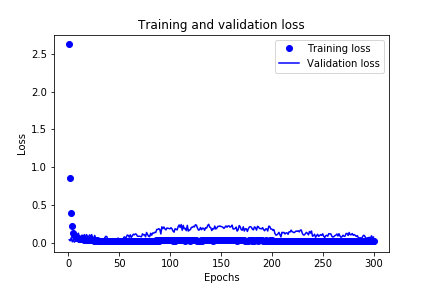 Training and validation loss
Training loss
Validation loss
2.5
2.0
1.5
1.0
0.5
0.0
Loss
0 50 100 150 200 250 300
Epochs